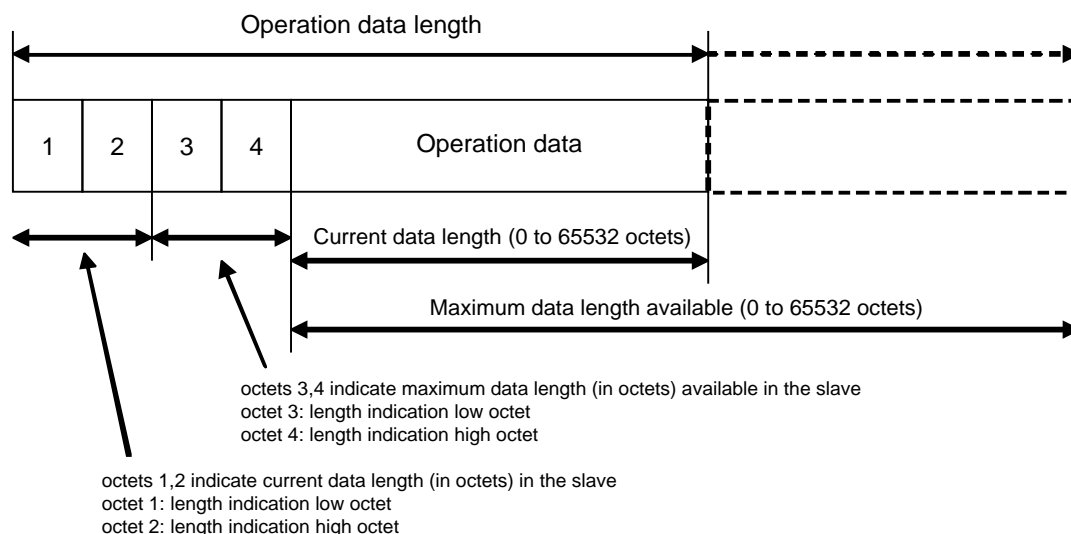 Operation data length
1 2 3 4 Operation data
Current data length (0 to 65532 octets)
Maximum data length available (0 to 65532 octets)
octets 3,4 indicate maximum data length (in octets) available in the slave
octet 3: length indication low octet
octet 4: length indication high octet
octets 1,2 indicate current data length (in octets) in the slave
octet 1: length indication low octet
octet 2: length indication high octet